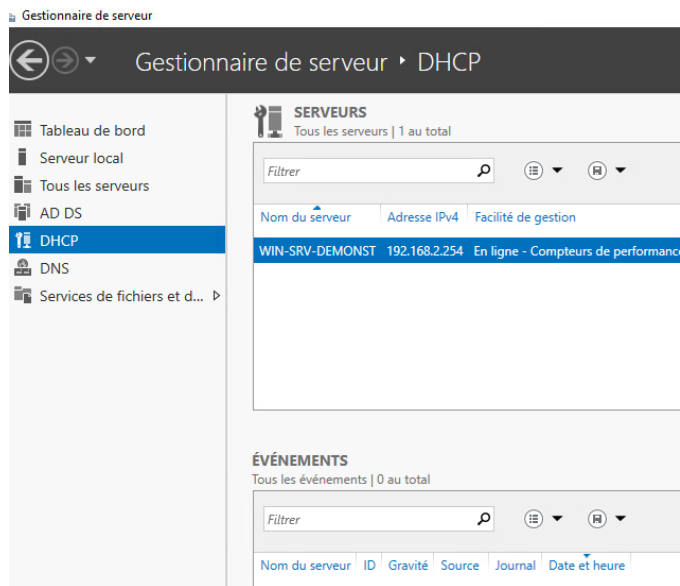 Gestionnaire de serveur
Gestionnaire de serveur ‣ DHCP
Tableau de bord
Serveur local
Tous les serveurs
AD DS
DHCP
DNS
Services de fichiers et d...
SERVEURS
Tous les serveurs | 1 au total
Filtrer
Nom du serveur Adresse IPv4 Facilité de gestion
WIN-SRV-DEMONST 192.168.2.254 En ligne - Compteurs de performance
ÉVÉNEMENTS
Tous les événements | 0 au total
Filtrer
Nom du serveur ID Gravité Source Journal Date et heure